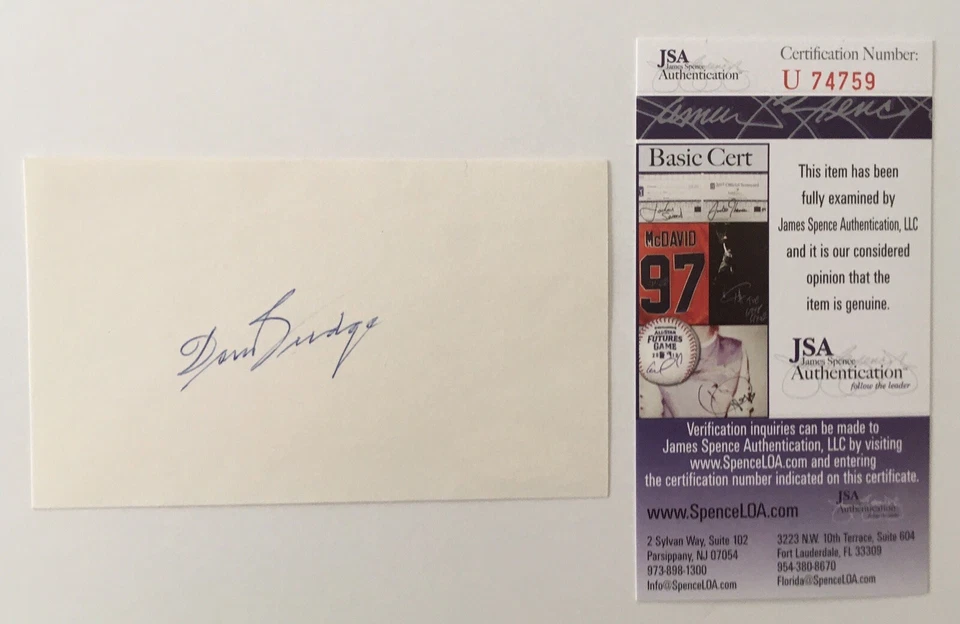 Don Budge
JSA
James Spence
Authentication
Certification Number:
U 74759
Basic Cert
McDAVID
97
ALL-STAR
FUTURES
GAME
This item has been
fully examined by
James Spence Authentication, LLC
and it is our considered
opinion that the
item is genuine.
JSA
James Spence
Authentication
follow the leader
Verification inquiries can be made to
James Spence Authentication, LLC by visiting
www.SpenceLOA.com and entering
the certification number indicated on this certificate.
www.SpenceLOA.com
JSA
Authentication
2 Sylvan Way, Suite 102
Parsippany, NJ 07054
973-898-1300
Info@SpenceLOA.com
3223 N.W. 10th Terrace, Suite 604
Fort Lauderdale, FL 33309
954-380-8670
Florida@SpenceLOA.com